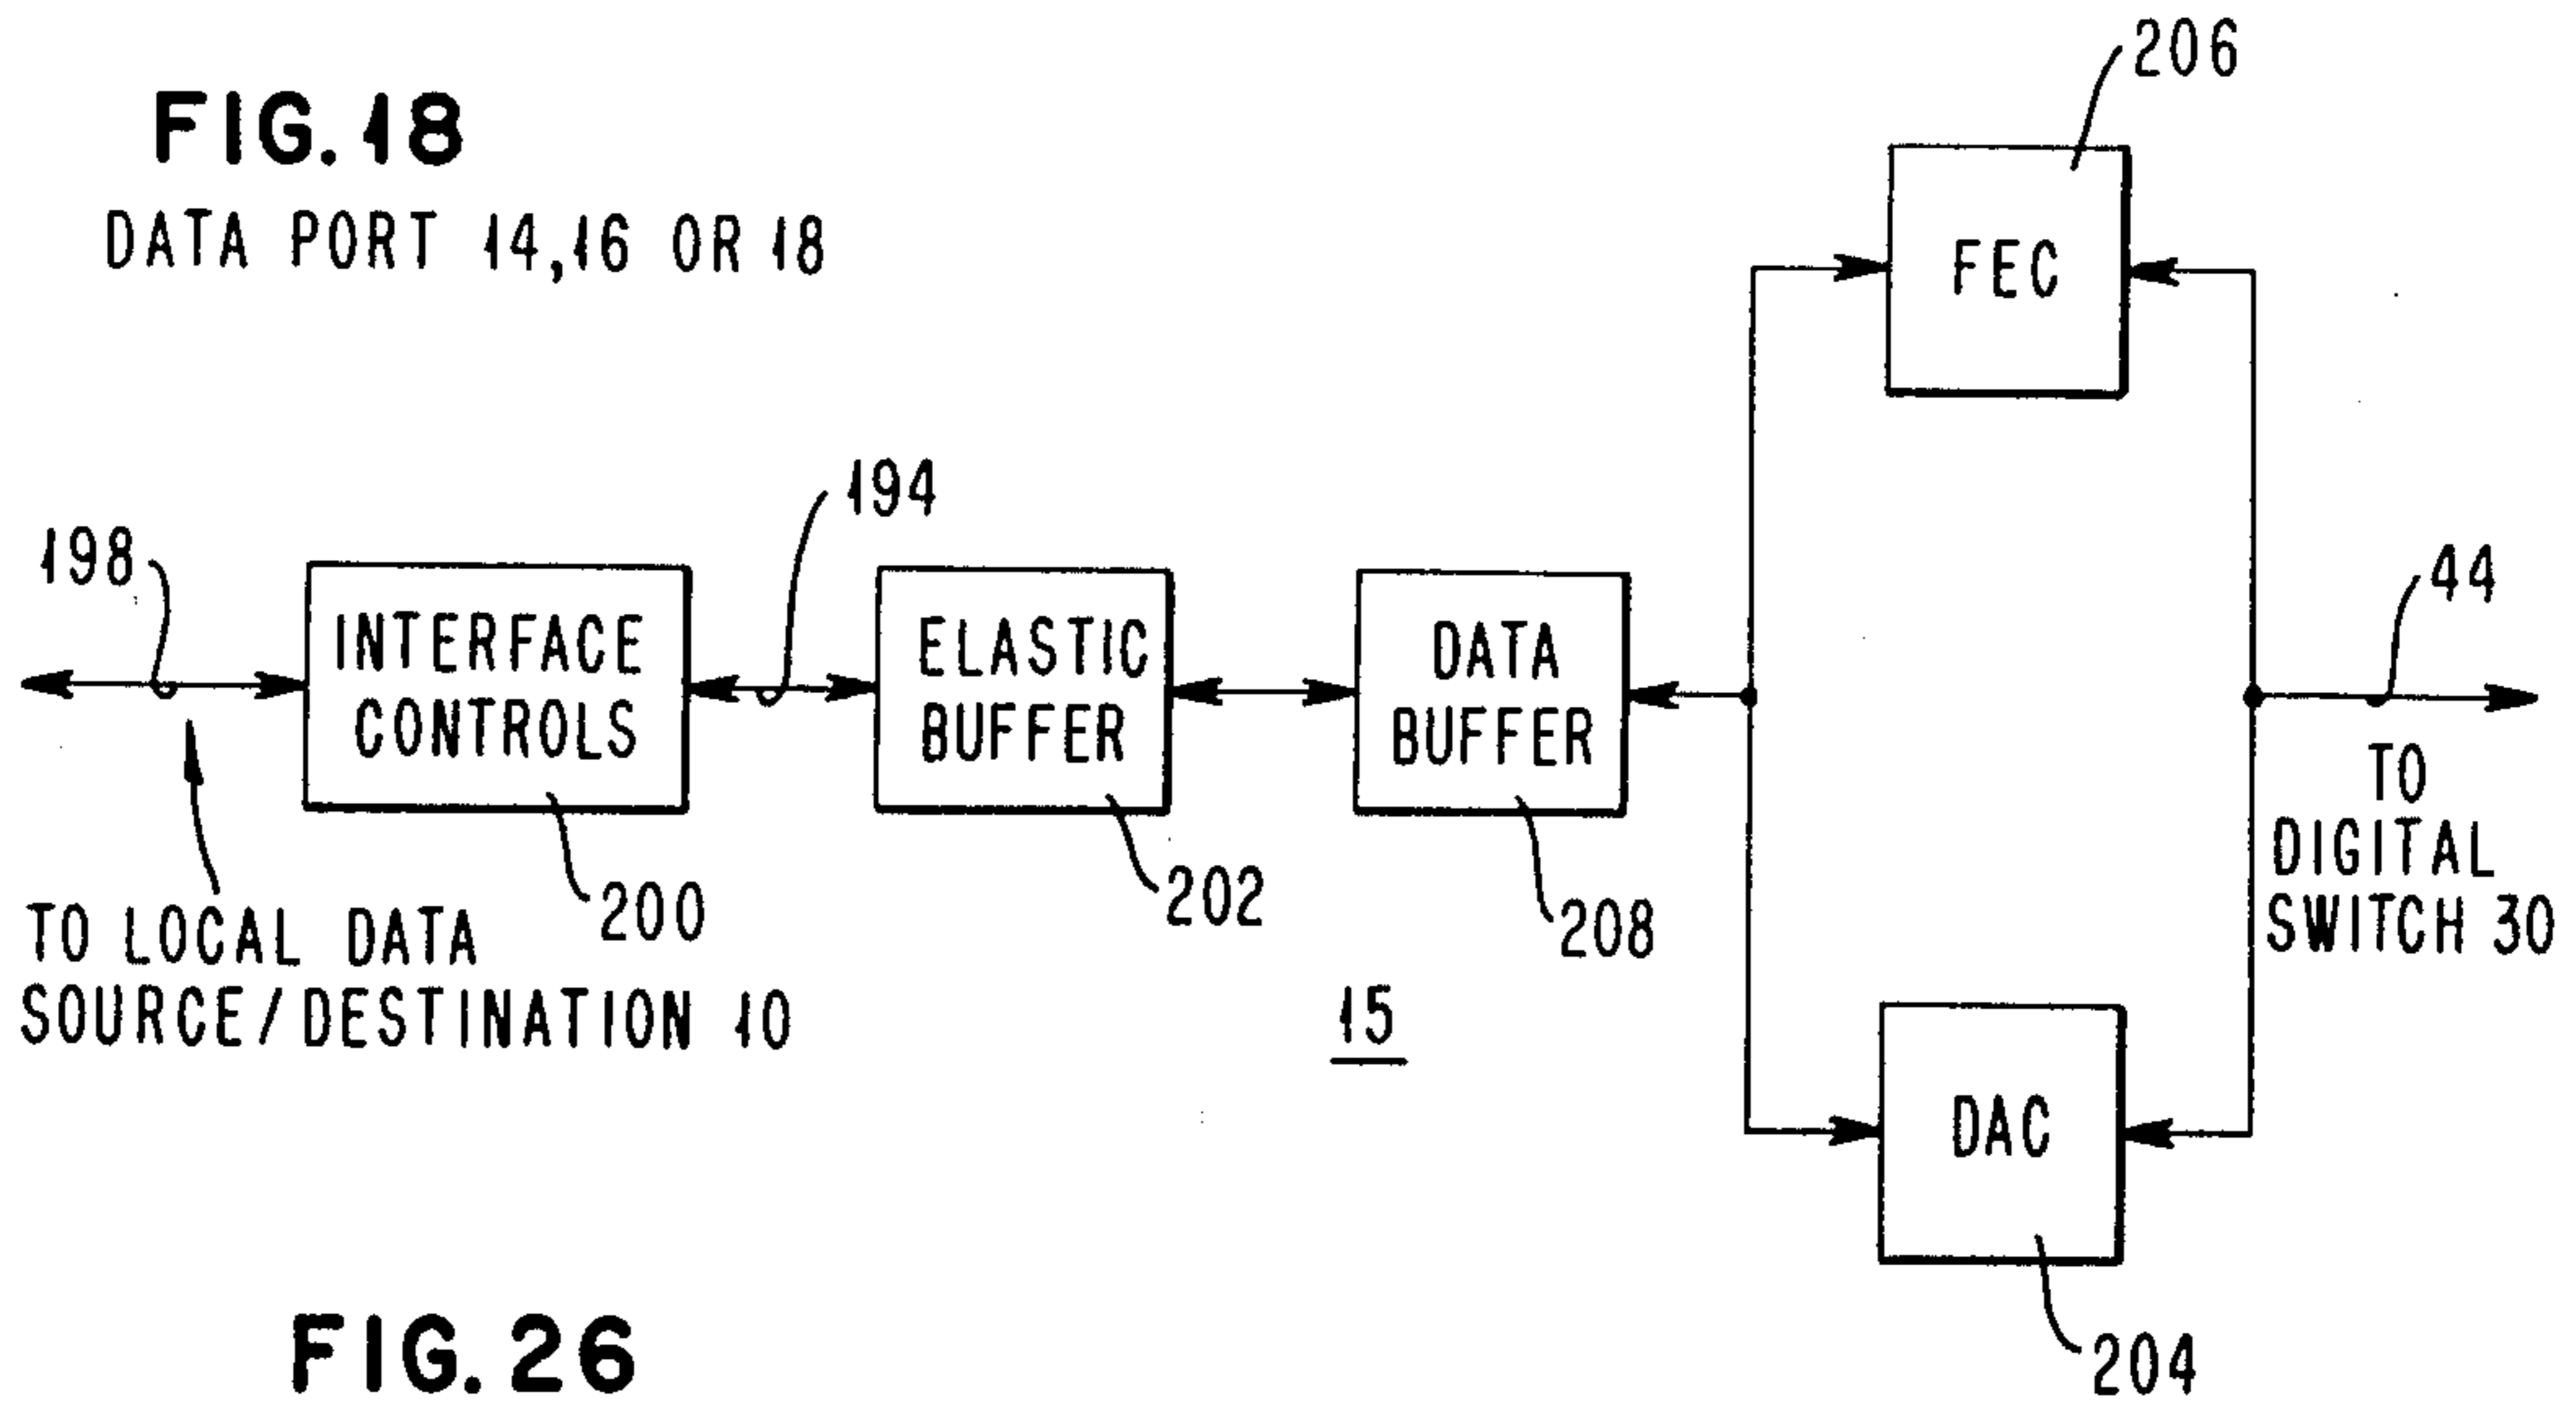 FIG. 18
DATA PORT 14,16 OR 18
206
FEC
198
194
44
INTERFACE
CONTROLS
ELASTIC
BUFFER
DATA
BUFFER
TO
DIGITAL
SWITCH 30
200
202
208
TO LOCAL DATA
SOURCE/DESTINATION 10
15
DAC
204
FIG. 26